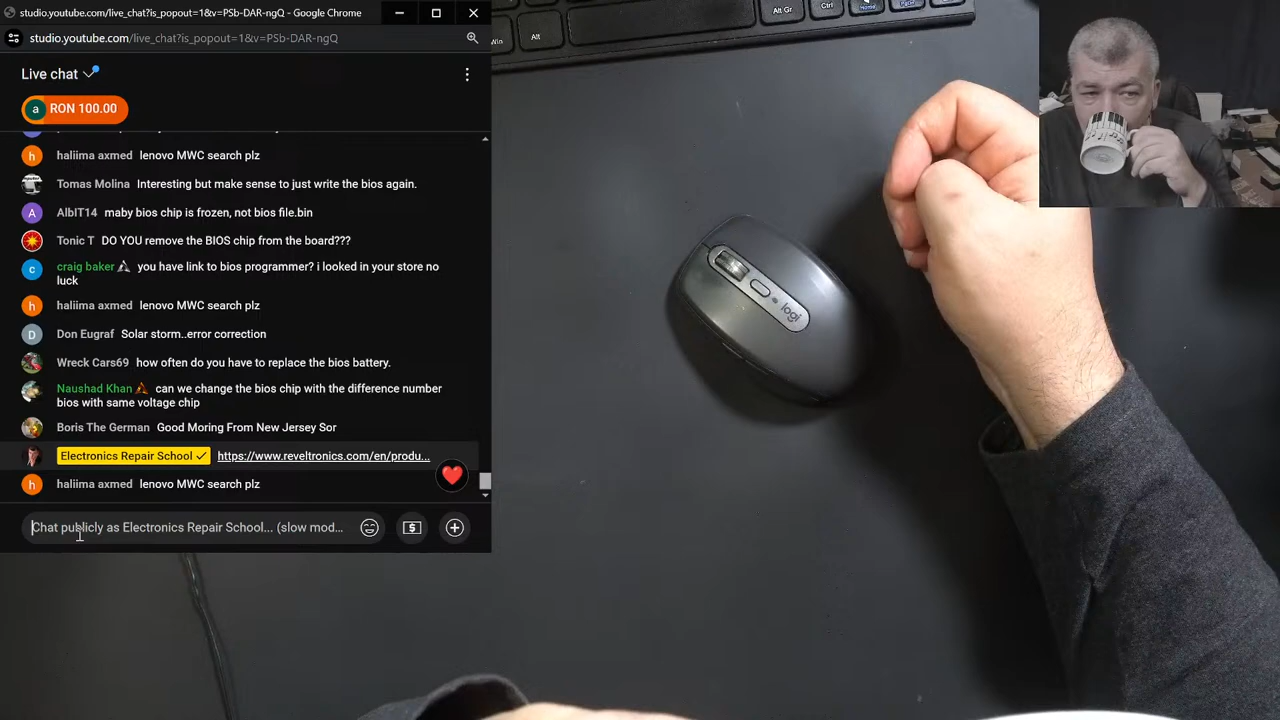 studio.youtube.com/live_chat?is_popout=1&v=PSb-DAR-ngQ - Google Chrome
studio.youtube.com/live_chat?is_popout=1&v=PSb-DAR-ngQ
Live chat
a RON 100.00
h haliima axmed lenovo MWC search plz
Tomas Molina Interesting but make sense to just write the bios again.
A AlbIT14 maby bios chip is frozen, not bios file.bin
Tonic T DO YOU remove the BIOS chip from the board???
c craig baker you have link to bios programmer? i looked in your store no
luck
h haliima axmed lenovo MWC search plz
D Don Eugraf Solar storm..error correction
Wreck Cars69 how often do you have to replace the bios battery.
Naushad Khan can we change the bios chip with the difference number
bios with same voltage chip
Boris The German Good Moring From New Jersey Sor
Electronics Repair School https://www.reveltronics.com/en/produ...
h haliima axmed lenovo MWC search plz
Chat publicly as Electronics Repair School... (slow mod...
Alt
Alt Gr
Ctrl
Home
End
logi